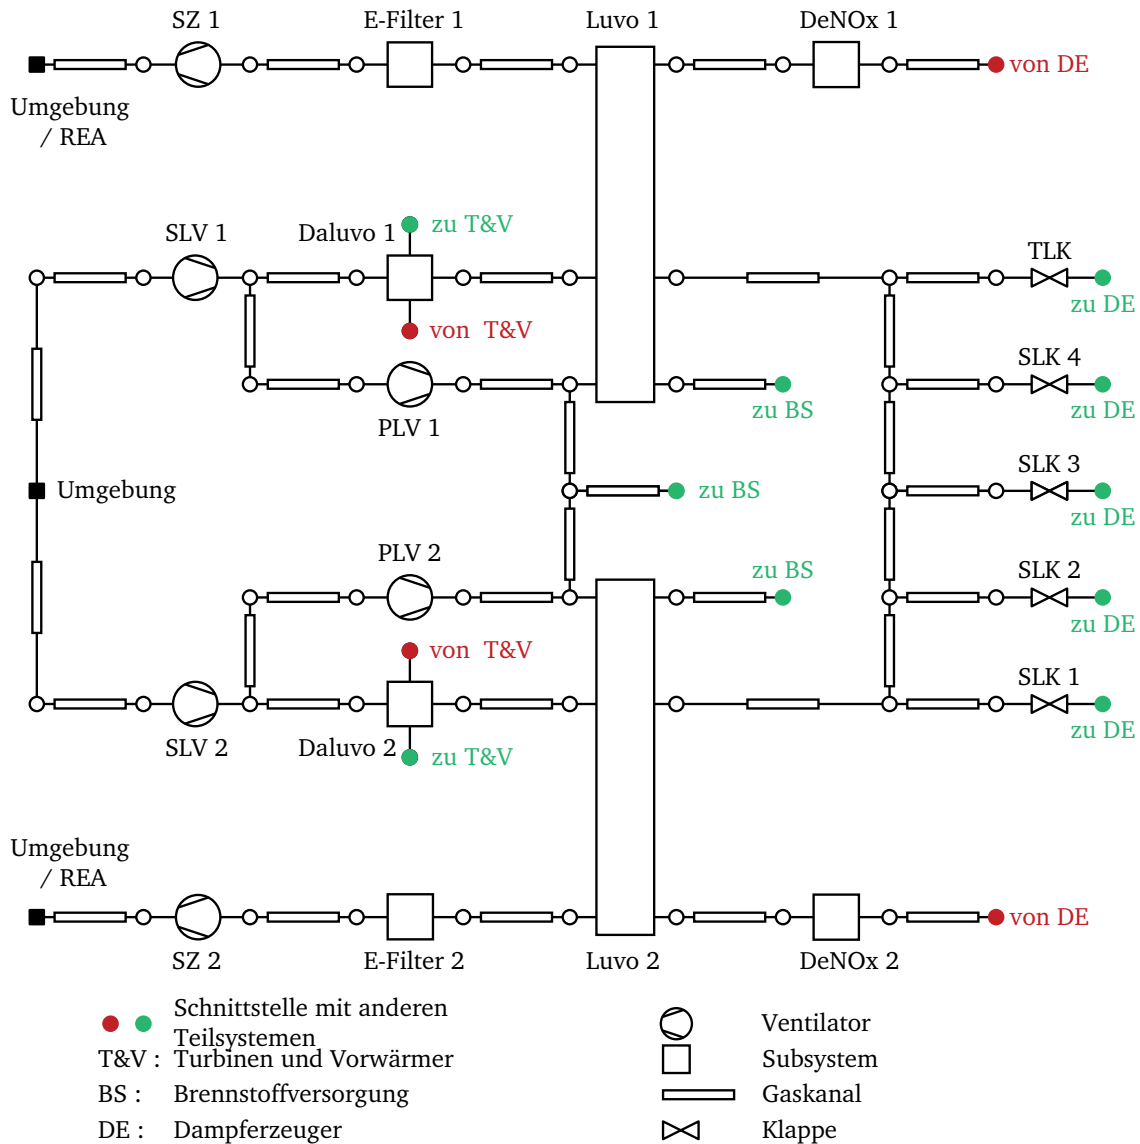 SZ 1
E-Filter 1
Luvo 1
DeNOx 1
von DE
Umgebung
/ REA
zu T&V
SLV 1
Daluvo 1
TLK
zu DE
von T&V
SLK 4
zu DE
zu BS
PLV 1
SLK 3
Umgebung
zu BS
zu DE
PLV 2
zu BS
SLK 2
zu DE
von T&V
SLK 1
zu DE
SLV 2
Daluvo 2
zu T&V
Umgebung
/ REA
von DE
SZ 2
E-Filter 2
Luvo 2
DeNOx 2
Schnittstelle mit anderen
Teilsystemen
T&V : Turbinen und Vorwärmer
BS : Brennstoffversorgung
DE : Dampferzeuger
Ventilator
Subsystem
Gaskanal
Klappe